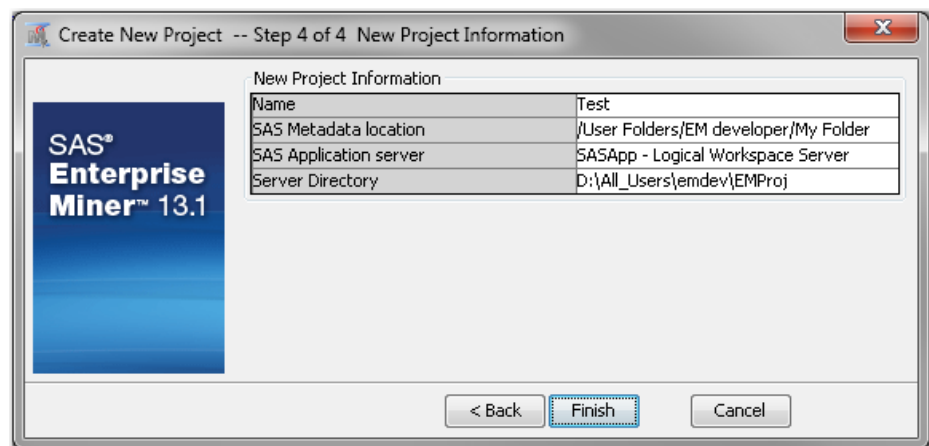 Create New Project -- Step 4 of 4 New Project Information
SAS®
Enterprise
Miner™ 13.1
New Project Information
Name Test
SAS Metadata location /User Folders/EM developer/My Folder
SAS Application server SASApp - Logical Workspace Server
Server Directory D:\All_Users\emdev\EMProj
< Back Finish Cancel